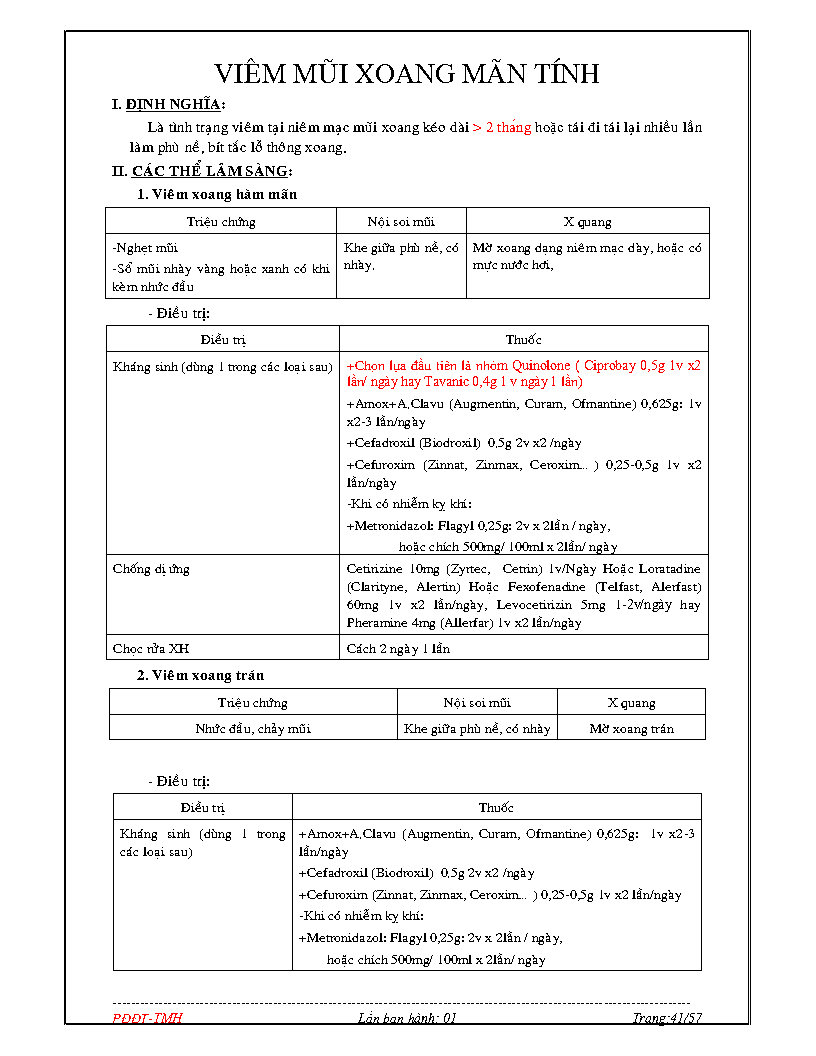 VIÊM MŨI XOANG MÃN TÍNH
I. ĐỊNH NGHĨA:
Là tình trạng viêm tại niêm mạc mũi xoang kéo dài > 2 tháng hoặc tái đi tái lại nhiều lần
làm phù nề, bít tắc lỗ thông xoang.
II. CÁC THỂ LÂM SÀNG:
1. Viêm xoang hàm mãn
Triệu chứng
Nội soi mũi
X quang
-Nghẹt mũi
-Sổ mũi nhày vàng hoặc xanh có khi
kèm nhức đầu
Khe giữa phù nề, có
nhày.
Mờ xoang dạng niêm mạc dày, hoặc có
mực nước hơi,
- Điều trị:
Điều trị
Thuốc
Kháng sinh (dùng 1 trong các loại sau)
+Chọn lựa đầu tiên là nhóm Quinolone ( Ciprobay 0,5g 1v x2
lần/ ngày hay Tavanic 0,4g 1 v ngày 1 lần)
+Amox+A.Clavu (Augmentin, Curam, Ofmantine) 0,625g: 1v
x2-3 lần/ngày
+Cefadroxil (Biodroxil) 0,5g 2v x2 /ngày
+Cefuroxim (Zinnat, Zinmax, Ceroxim... ) 0,25-0,5g 1v x2
lần/ngày
-Khi có nhiễm kỵ khí:
+Metronidazol: Flagyl 0,25g: 2v x 2lần / ngày,
hoặc chích 500mg/ 100ml x 2lần/ ngày
Chống dị ứng
Cetirizine 10mg (Zyrtec, Cetrin) 1v/Ngày Hoặc Loratadine
(Clarityne, Alertin) Hoặc Fexofenadine (Telfast, Alerfast)
60mg 1v x2 lần/ngày, Levocetirizin 5mg 1-2v/ngày hay
Pheramine 4mg (Allerfar) 1v x2 lần/ngày
Chọc rửa XH
Cách 2 ngày 1 lần
2. Viêm xoang trán
Triệu chứng
Nội soi mũi
X quang
Nhức đầu, chảy mũi
Khe giữa phù nề, có nhày
Mờ xoang trán
- Điều trị:
Điều trị
Thuốc
Kháng sinh (dùng 1 trong
các loại sau)
+Amox+A.Clavu (Augmentin, Curam, Ofmantine) 0,625g: 1v x2-3
lần/ngày
+Cefadroxil (Biodroxil) 0,5g 2v x2 /ngày
+Cefuroxim (Zinnat, Zinmax, Ceroxim... ) 0,25-0,5g 1v x2 lần/ngày
-Khi có nhiễm kỵ khí:
+Metronidazol: Flagyl 0,25g: 2v x 2lần / ngày,
hoặc chích 500mg/ 100ml x 2lần/ ngày
PĐĐT-TMH
Lần ban hành: 01
Trang:41/57